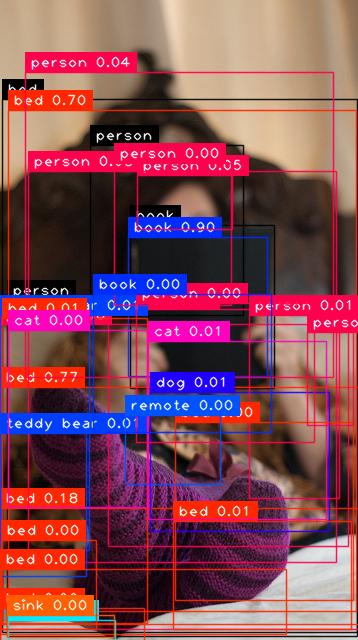 person 0.04
bed
bed 0.70
person
person 0.00
person 0.05
book
book 0.90
book 0.00
person
person 0.00
person 0.01
bed 0.01
cat 0.00
cat 0.01
bed 0.77
dog 0.01
remote 0.00
teddy bear 0.01
bed 0.18
bed 0.01
bed 0.00
bed 0.00
sink 0.00